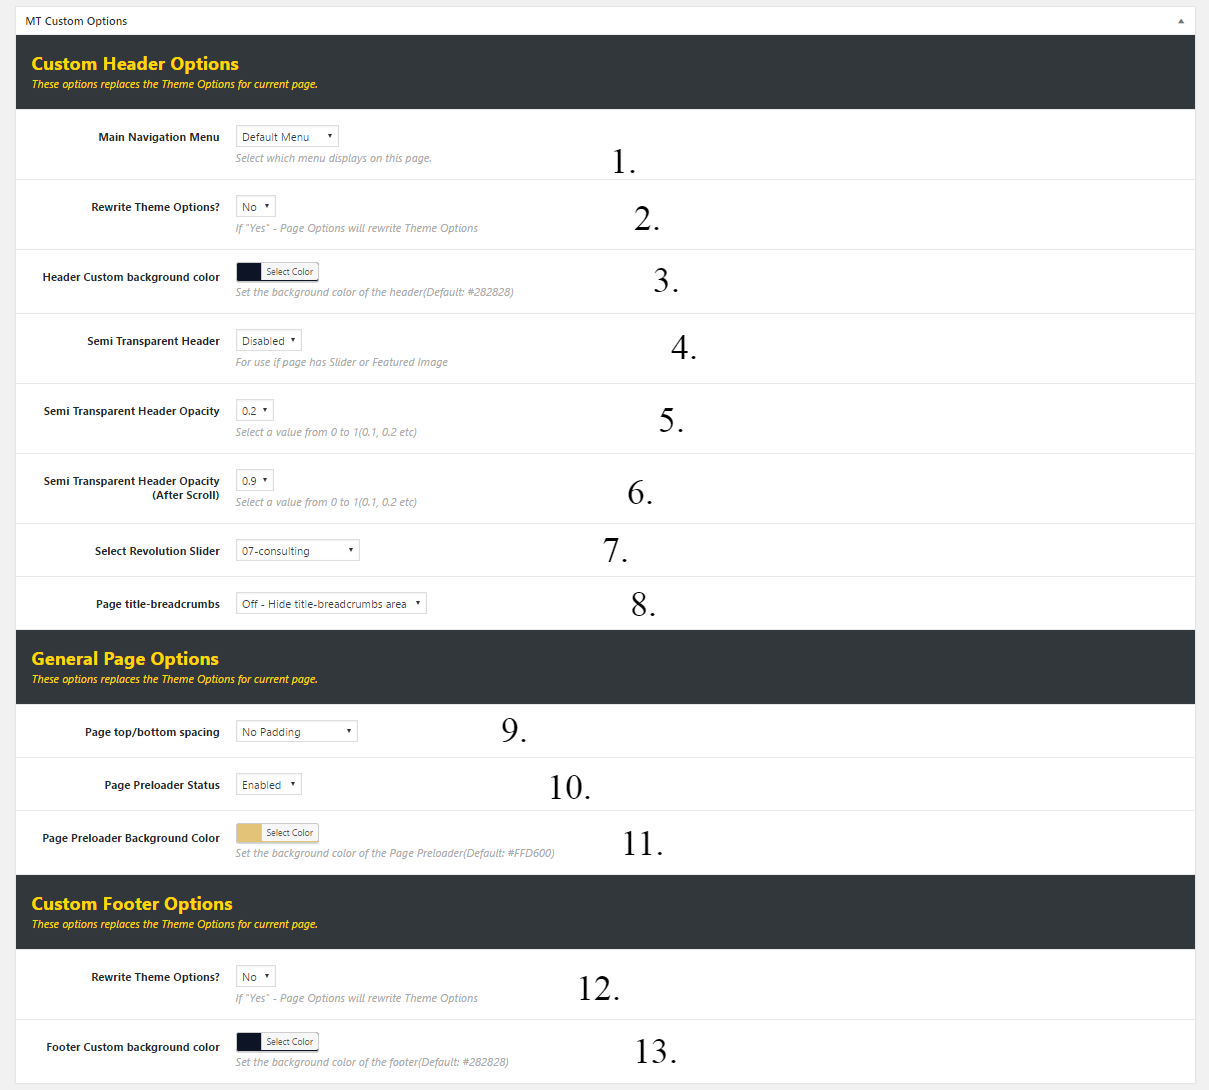 MT Custom Options
Custom Header Options
These options replaces the Theme Options for current page.
Main Navigation Menu Default Menu
Select which menu displays on this page.
1.
Rewrite Theme Options? No
2.
If "Yes" - Page Options will rewrite Theme Options
Header Custom background color Select Color
3.
Set the background color of the header(Default: #282828)
Semi Transparent Header Disabled
4.
For use if page has Slider or Featured Image
Semi Transparent Header Opacity 0.2
5.
Select a value from 0 to 1(0.1, 0.2 etc)
Semi Transparent Header Opacity 0.9
(After Scroll)
6.
Select a value from 0 to 1(0.1, 0.2 etc)
Select Revolution Slider 07-consulting 7.
Page title-breadcrumbs Off - Hide title-breadcrumbs area 8.
General Page Options
These options replaces the Theme Options for current page.
Page top/bottom spacing No Padding 9.
Page Preloader Status Enabled 10.
Page Preloader Background Color Select Color
11.
Set the background color of the Page Preloader(Default: #FFD600)
Custom Footer Options
These options replaces the Theme Options for current page.
Rewrite Theme Options? No
12.
If "Yes" - Page Options will rewrite Theme Options
Footer Custom background color Select Color
13.
Set the background color of the footer(Default: #282828)